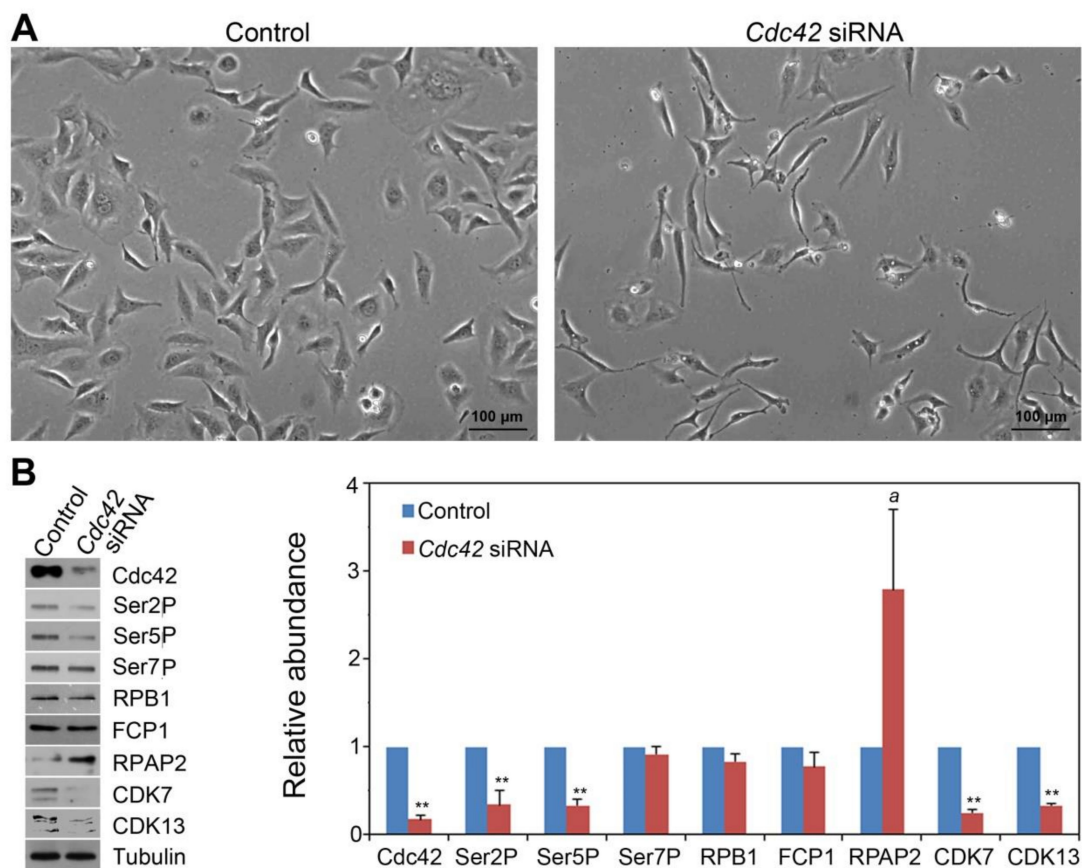 A
Control
Cdc42 siRNA
100 µm
100 µm
B
Control
Cdc42
siRNA
Cdc42
Ser2P
Ser5P
Ser7P
RPB1
FCP1
RPAP2
CDK7
CDK13
Tubulin
Relative abundance
4
3
2
1
0
Control
Cdc42 siRNA
**
**
**
a
**
**
Cdc42 Ser2P Ser5P Ser7P RPB1 FCP1 RPAP2 CDK7 CDK13